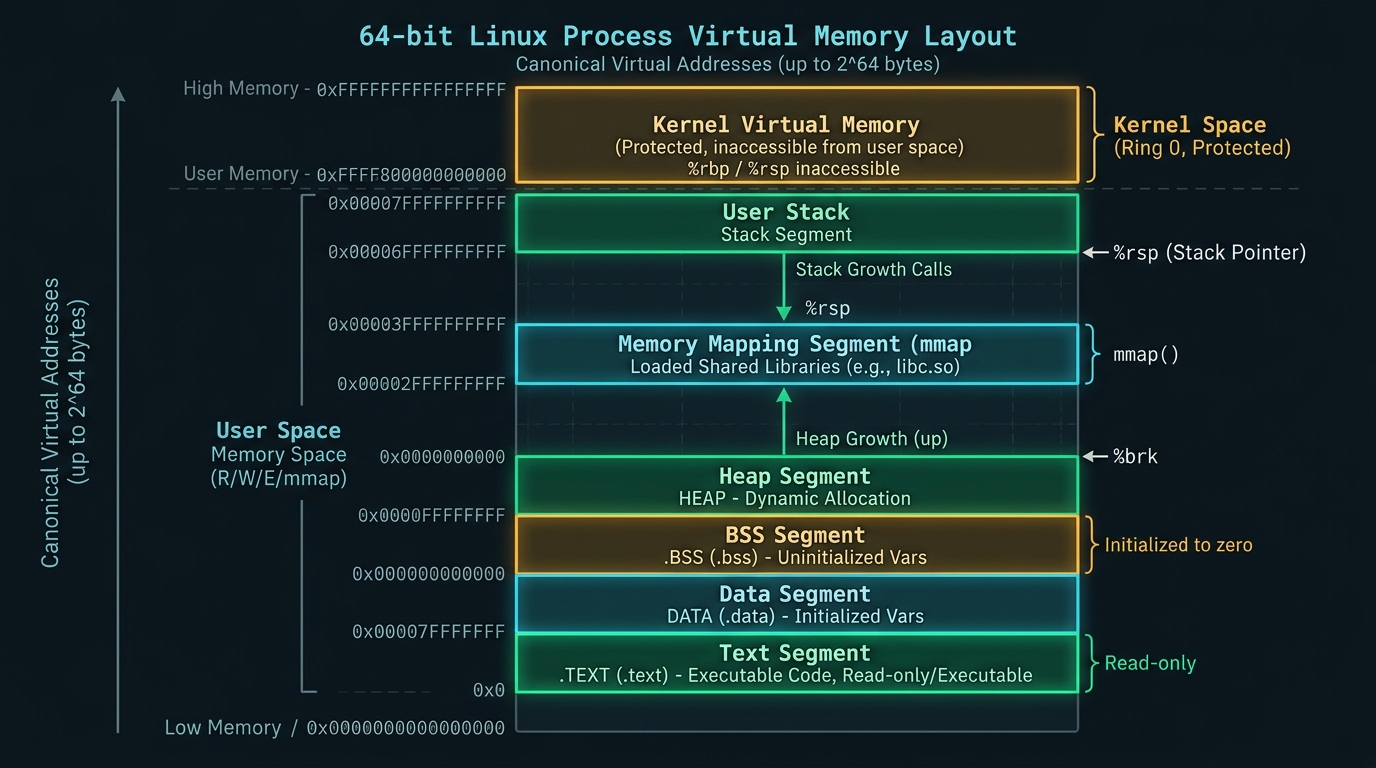 64-bit Linux Process Virtual Memory Layout
Canonical Virtual Addresses (up to 2^64 bytes)
High Memory - 0xFFFFFFFFFFFFFFFF
Kernel Virtual Memory
(Protected, inaccessible from user space)
%rbp / %rsp inaccessible
Kernel Space
(Ring 0, Protected)
User Memory - 0xFFFF800000000000
0x00007FFFFFFFFFF
User Stack
Stack Segment
0x00006FFFFFFFFFF
%rsp (Stack Pointer)
Stack Growth Calls
%rsp
0x00003FFFFFFFFFF
Memory Mapping Segment (mmap
Loaded Shared Libraries (e.g., libc.so)
mmap()
0x00002FFFFFFFFF
Canonical Virtual Addresses
(up to 2^64 bytes)
User Space
Memory Space
(R/W/E/mmap)
Heap Growth (up)
0x0000000000
%brk
Heap Segment
HEAP - Dynamic Allocation
0x0000FFFFFFFF
BSS Segment
.BSS (.bss) - Uninitialized Vars
Initialized to zero
0x000000000000
Data Segment
DATA (.data) - Initialized Vars
0x00007FFFFFFF
Text Segment
.TEXT (.text) - Executable Code, Read-only/Executable
Read-only
0x0
Low Memory / 0x0000000000000000